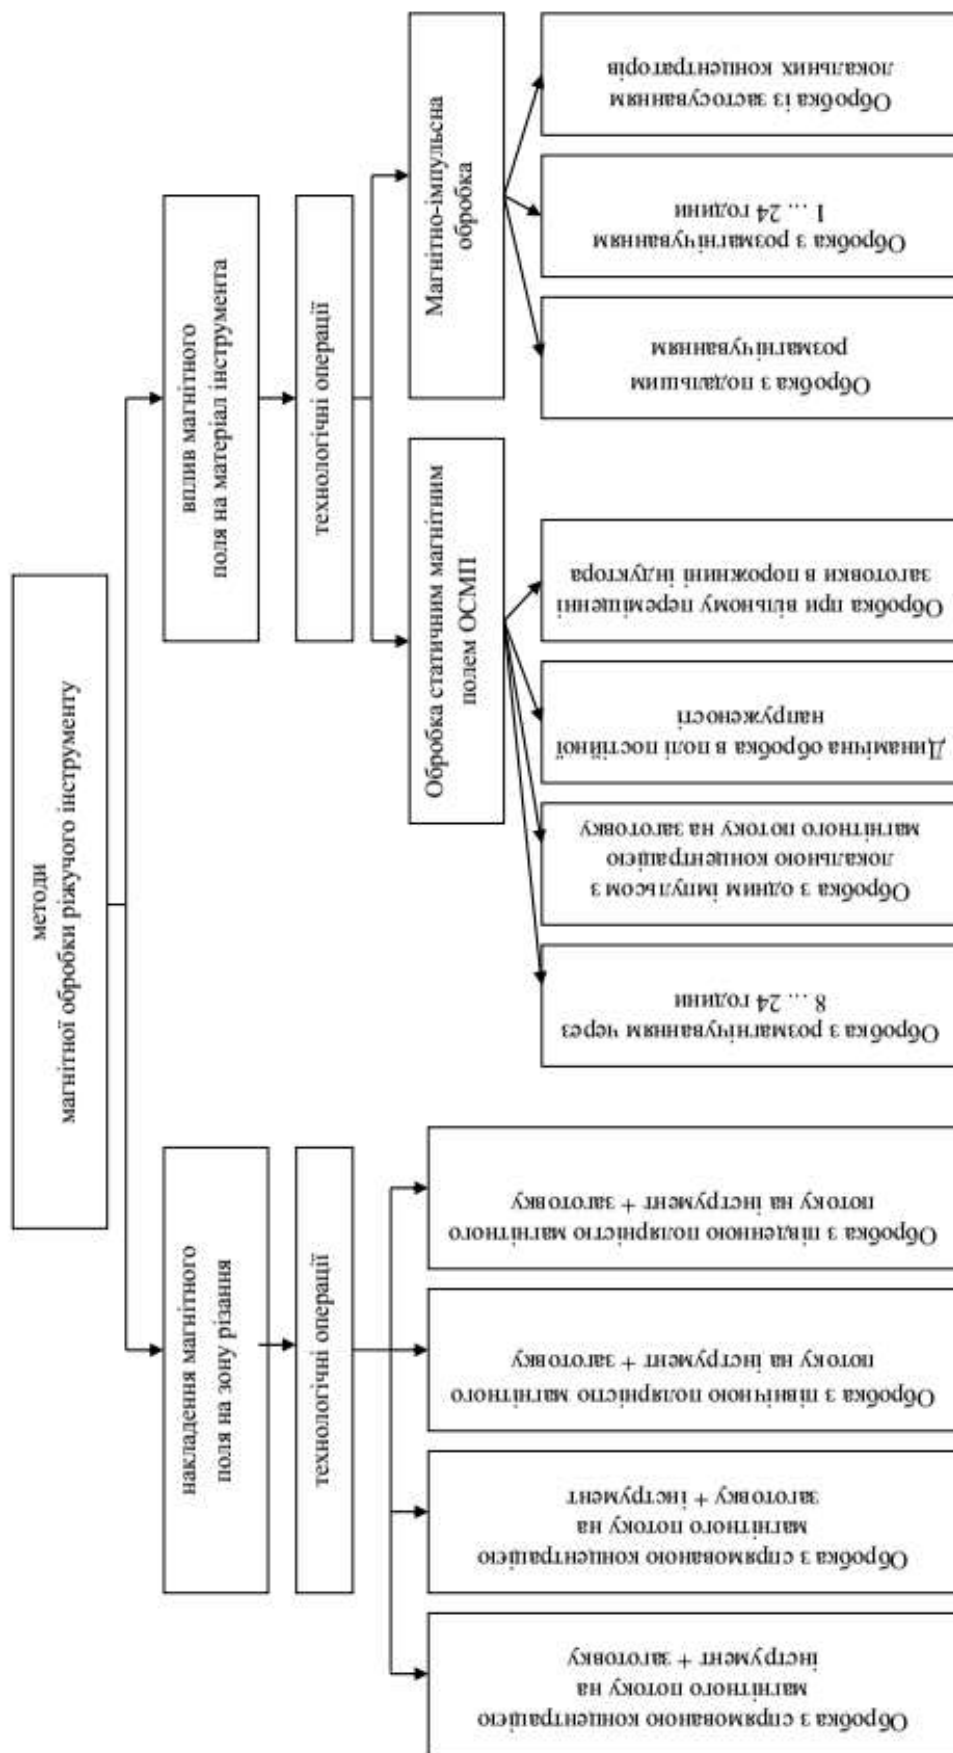 методи
магнітної обробки ріжучого інструменту
накладення магнітного
поля на зону різання
вплив магнітного
поля на матеріал інструмента
технологічні операції
технологічні операції
Обробка статичним магнітним
полем ОСМП
Магнітно-імпульсна
обробка
Обробка з спрямованою концентрацією
магнітного потоку на
інструмент + заготовку
Обробка з спрямованою концентрацією
магнітного потоку на
заготовку + інструмент
Обробка з північною полярністю магнітного
потоку на інструмент + заготовку
Обробка з південною полярністю магнітного
потоку на інструмент + заготовку
Обробка з розмагнічуванням через
8 … 24 години
Обробка з одним імпульсом з
локальною концентрацією
магнітного потоку на заготовку
Динамічна обробка в полі постійної
напруженості
Обробка при вільному переміщенні
заготовки в порожнині індуктора
Обробка з подальшим
розмагнічуванням
Обробка з розмагнічуванням
1 … 24 години
Обробка із застосуванням
локальних концентраторів